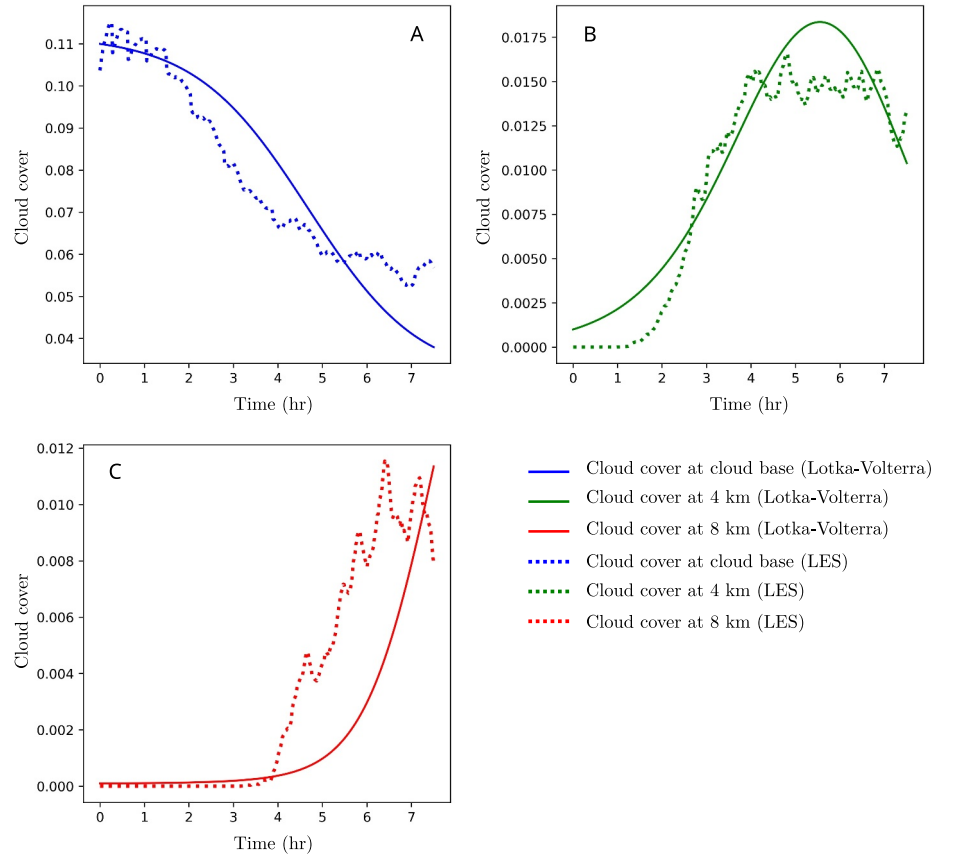 A
0.11
0.10
0.09
0.08
0.07
0.06
0.05
0.04
Cloud cover
0 1 2 3 4 5 6 7
Time (hr)
B
0.0175
0.0150
0.0125
0.0100
0.0075
0.0050
0.0025
0.0000
Cloud cover
0 1 2 3 4 5 6 7
Time (hr)
C
0.012
0.010
0.008
0.006
0.004
0.002
0.000
Cloud cover
0 1 2 3 4 5 6 7
Time (hr)
Cloud cover at cloud base (Lotka-Volterra)
Cloud cover at 4 km (Lotka-Volterra)
Cloud cover at 8 km (Lotka-Volterra)
Cloud cover at cloud base (LES)
Cloud cover at 4 km (LES)
Cloud cover at 8 km (LES)